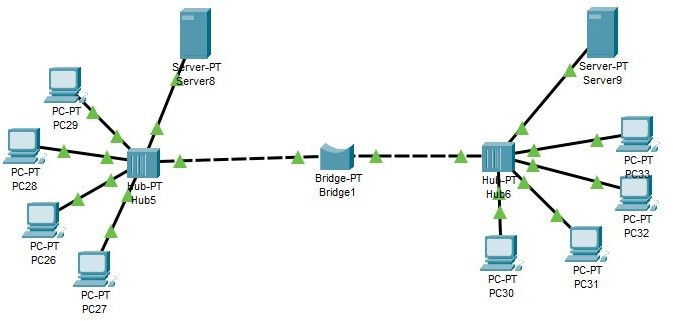 Server-PT
Server8
PC-PT
PC29
PC-PT
PC28
PC-PT
PC26
PC-PT
PC27
Hub-PT
Hub5
Bridge-PT
Bridge1
Hub-PT
Hub6
Server-PT
Server9
PC-PT
PC33
PC-PT
PC32
PC-PT
PC31
PC-PT
PC30